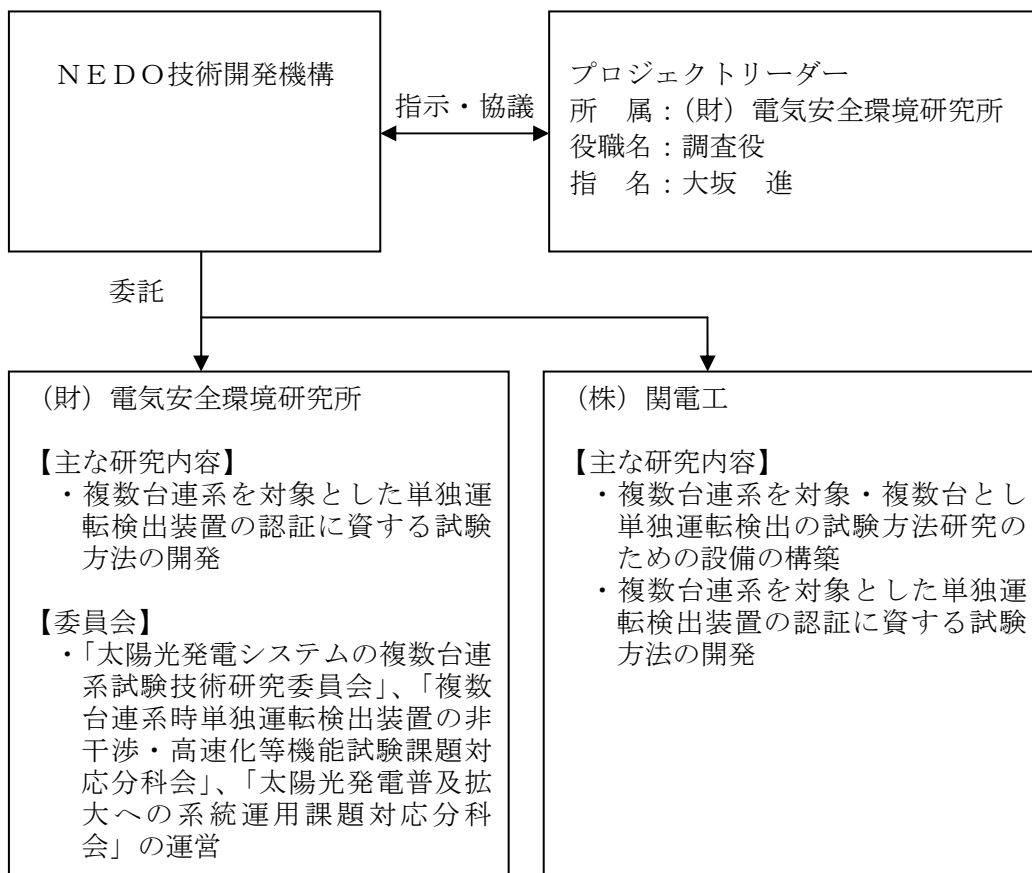 ＮＥＤＯ技術開発機構
指示・協議
プロジェクトリーダー
所　属：（財）電気安全環境研究所
役職名：調査役
指　名：大坂　進
委託
（財）電気安全環境研究所
【主な研究内容】
・複数台連系を対象とした単独運
転検出装置の認証に資する試験
方法の開発
【委員会】
・「太陽光発電システムの複数台連
系試験技術研究委員会」、「複数
台連系時単独運転検出装置の非
干渉・高速化等機能試験課題対
応分科会」、「太陽光発電普及拡
大への系統運用課題対応分科
会」の運営
（株）関電工
【主な研究内容】
・複数台連系を対象・複数台とし
単独運転検出の試験方法研究の
ための設備の構築
・複数台連系を対象とした単独運
転検出装置の認証に資する試験
方法の開発